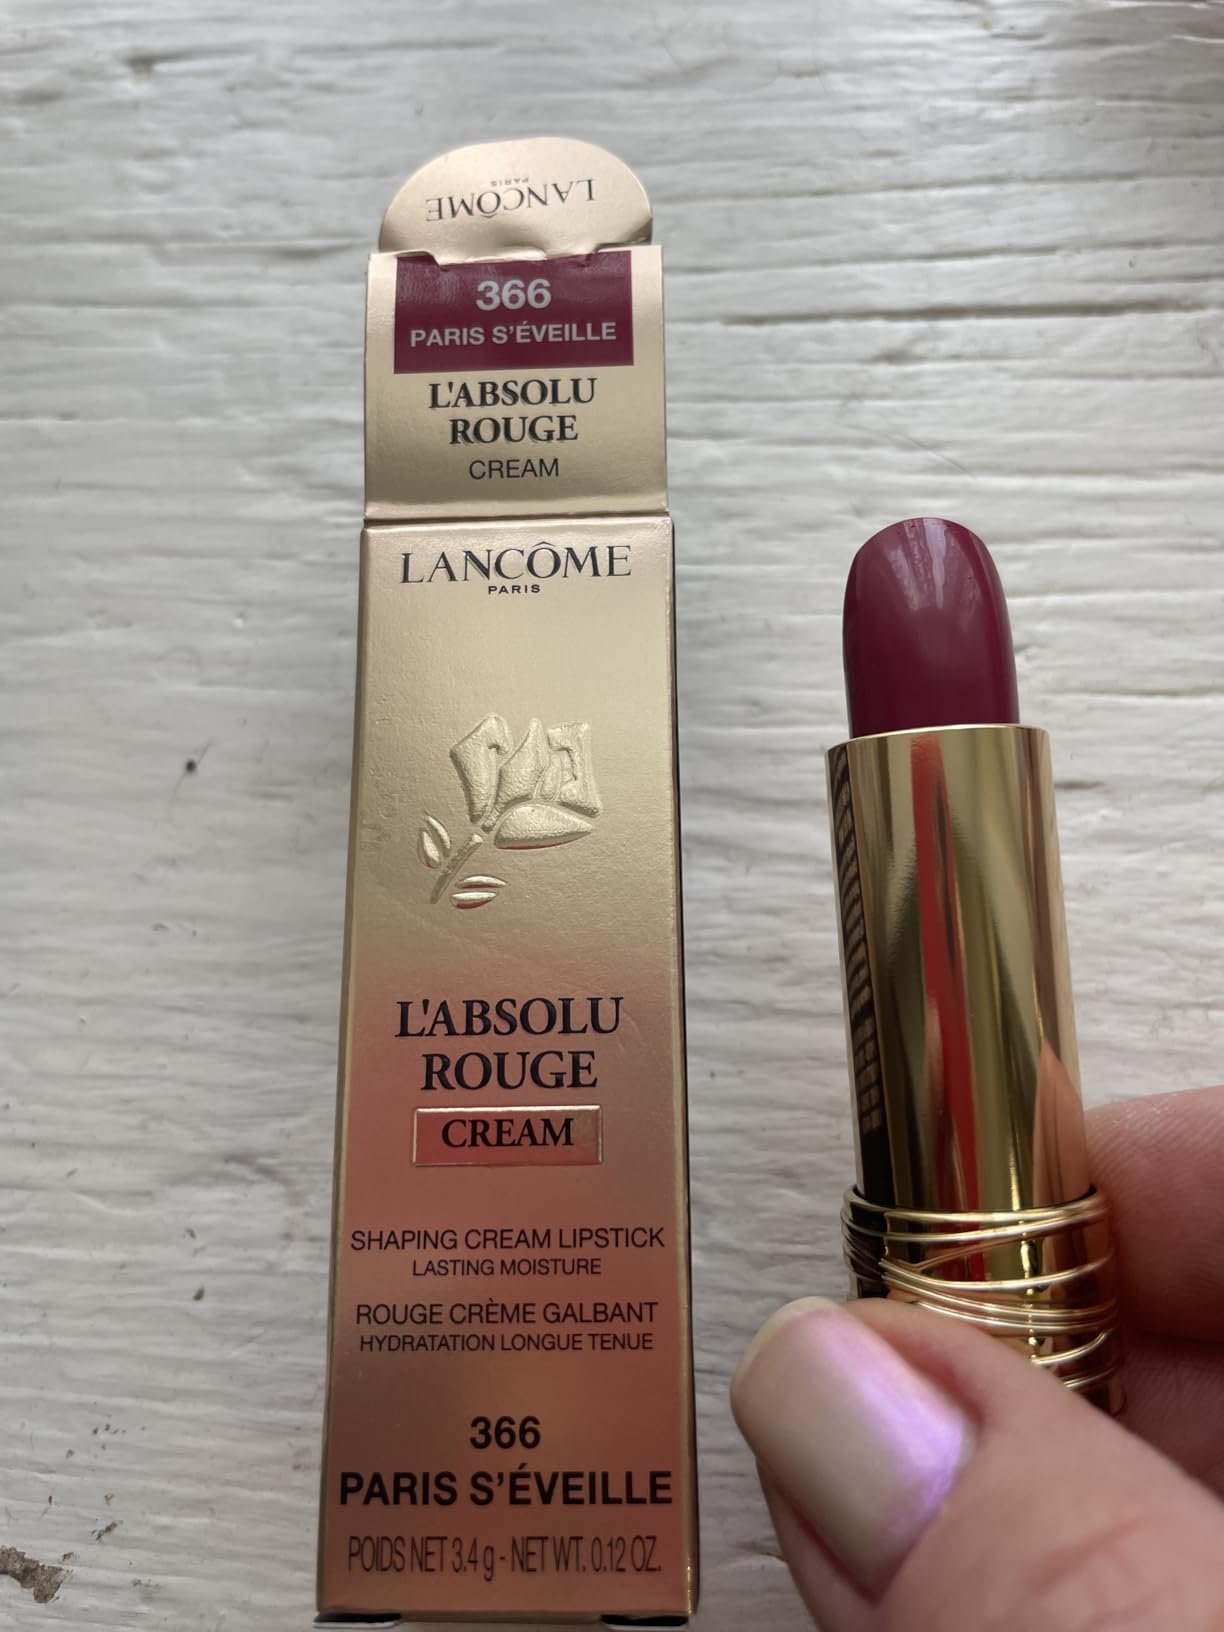 LANCÔME
PARIS
366
PARIS S'ÉVEILLE
L'ABSOLU
ROUGE
CREAM
LANCÔME
PARIS
L'ABSOLU
ROUGE
CREAM
SHAPING CREAM LIPSTICK
LASTING MOISTURE
ROUGE CRÈME GALBANT
HYDRATATION LONGUE TENUE
366
PARIS S'ÉVEILLE
POIDS NET 3.4 g - NET WT. 0.12 OZ.